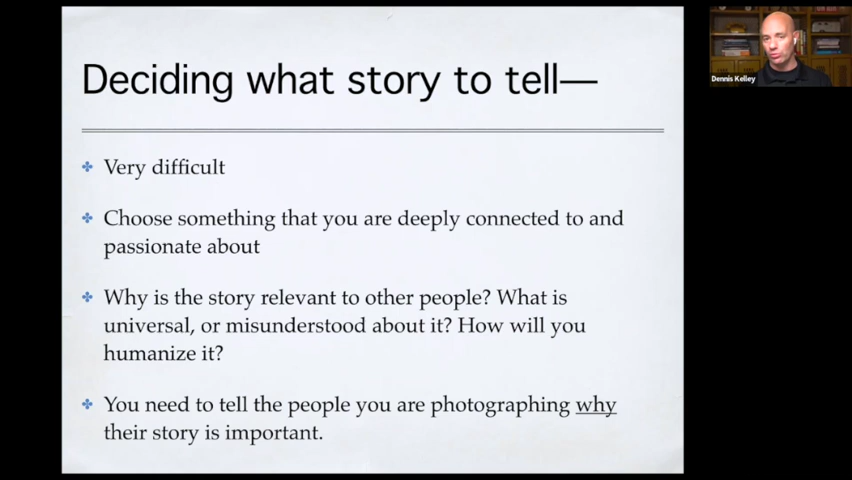 Deciding what story to tell—
Very difficult
Choose something that you are deeply connected to and
passionate about
Why is the story relevant to other people? What is
universal, or misunderstood about it? How will you
humanize it?
You need to tell the people you are photographing why
their story is important.
Dennis Kelley